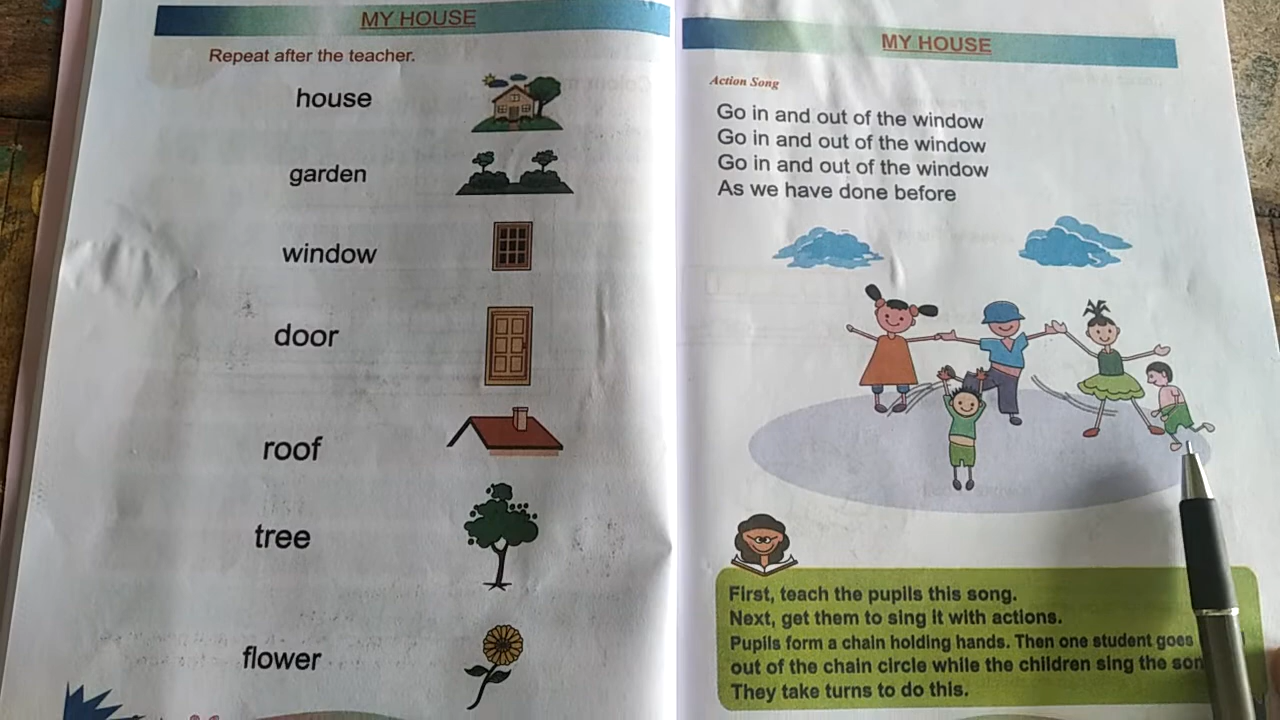 MY HOUSE
Repeat after the teacher.
house
garden
window
door
roof
tree
flower
MY HOUSE
Action Song
Go in and out of the window
Go in and out of the window
Go in and out of the window
As we have done before
First, teach the pupils this song.
Next, get them to sing it with actions.
Pupils form a chain holding hands. Then one student goes
out of the chain circle while the children sing the
They take turns to do this.